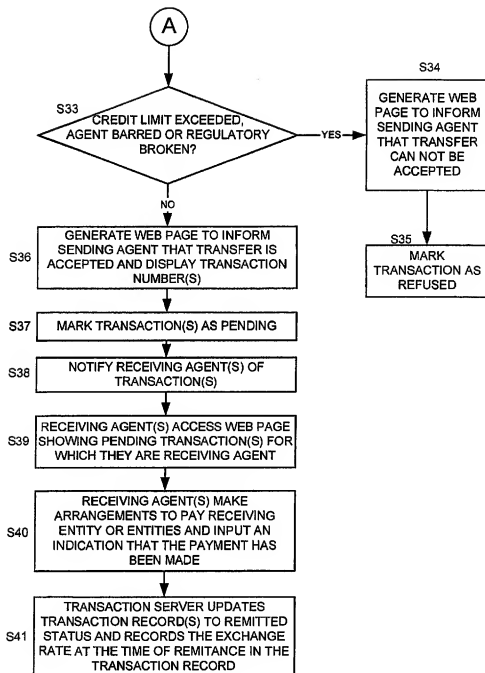 A
S33
CREDIT LIMIT EXCEEDED,
AGENT BARRED OR REGULATORY
BROKEN?
YES
NO
S34
GENERATE WEB
PAGE TO INFORM
SENDING AGENT
THAT TRANSFER
CAN NOT BE
ACCEPTED
S35
MARK
TRANSACTION AS
REFUSED
S36
GENERATE WEB PAGE TO INFORM
SENDING AGENT THAT TRANSFER IS
ACCEPTED AND DISPLAY TRANSACTION
NUMBER(S)
S37
MARK TRANSACTION(S) AS PENDING
S38
NOTIFY RECEIVING AGENT(S) OF
TRANSACTION(S)
S39
RECEIVING AGENT(S) ACCESS WEB PAGE
SHOWING PENDING TRANSACTION(S) FOR
WHICH THEY ARE RECEIVING AGENT
S40
RECEIVING AGENT(S) MAKE
ARRANGEMENTS TO PAY RECEIVING
ENTITY OR ENTITIES AND INPUT AN
INDICATION THAT THE PAYMENT HAS
BEEN MADE
S41
TRANSACTION SERVER UPDATES
TRANSACTION RECORD(S) TO REMITTED
STATUS AND RECORDS THE EXCHANGE
RATE AT THE TIME OF REMITANCE IN THE
TRANSACTION RECORD